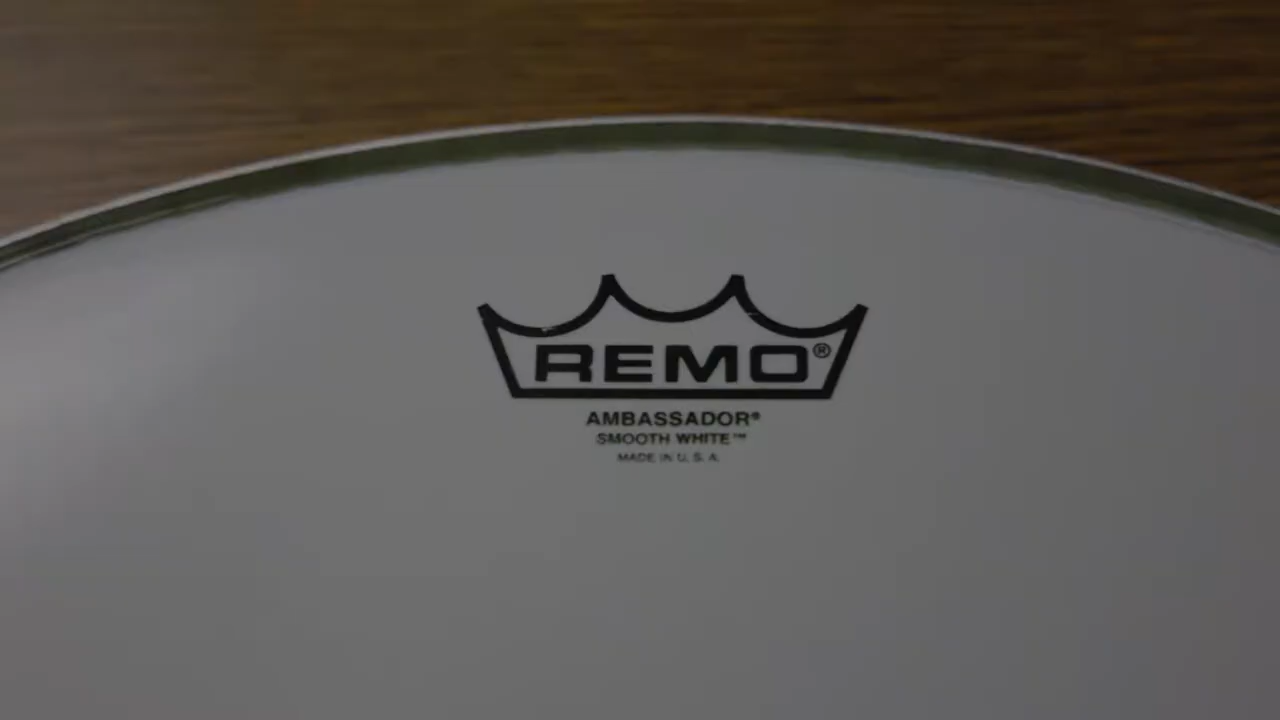 REMO®
AMBASSADOR®
SMOOTH WHITE™
MADE IN U. S. A.